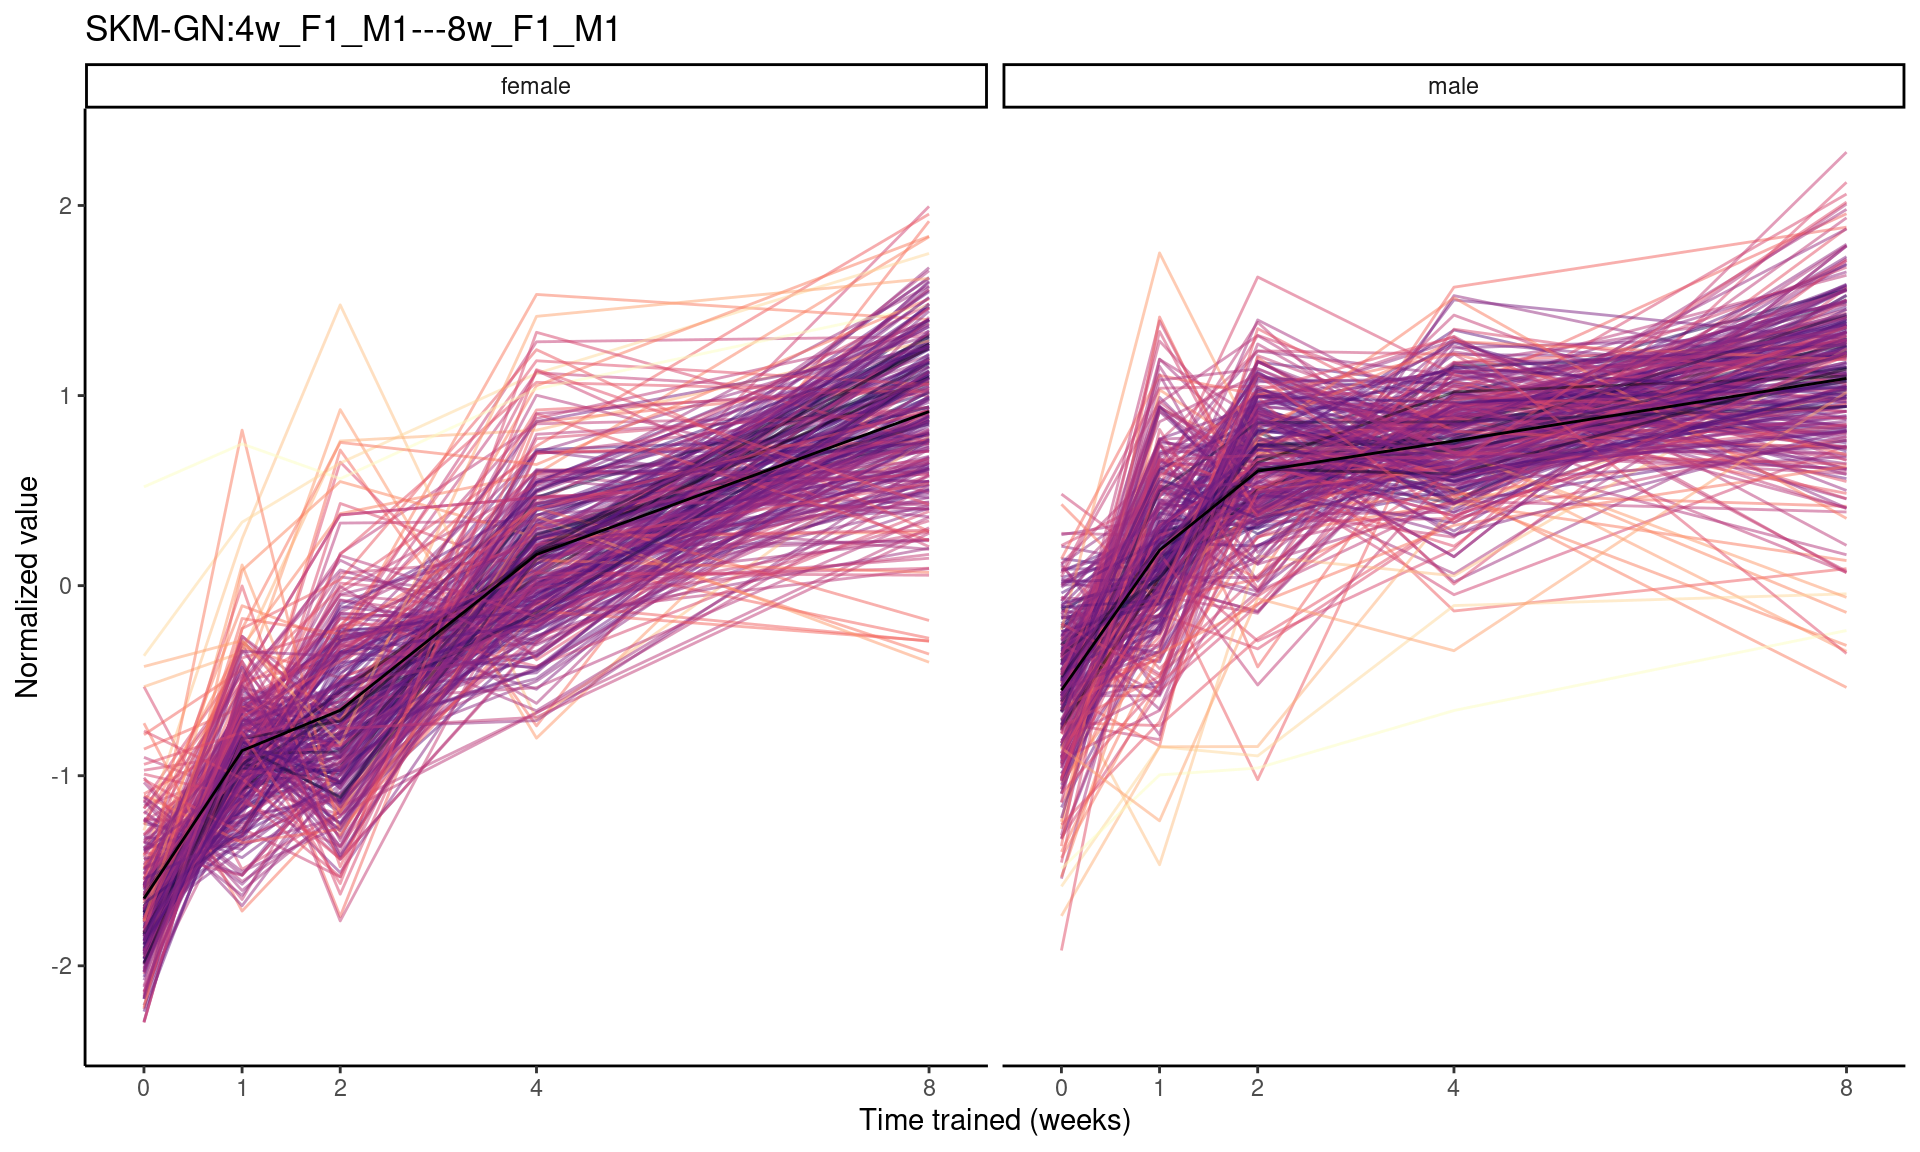 SKM-GN:4w_F1_M1---8w_F1_M1
female
male
Normalized value
2
1
0
-1
-2
0 1 2 4 8
0 1 2 4 8
Time trained (weeks)